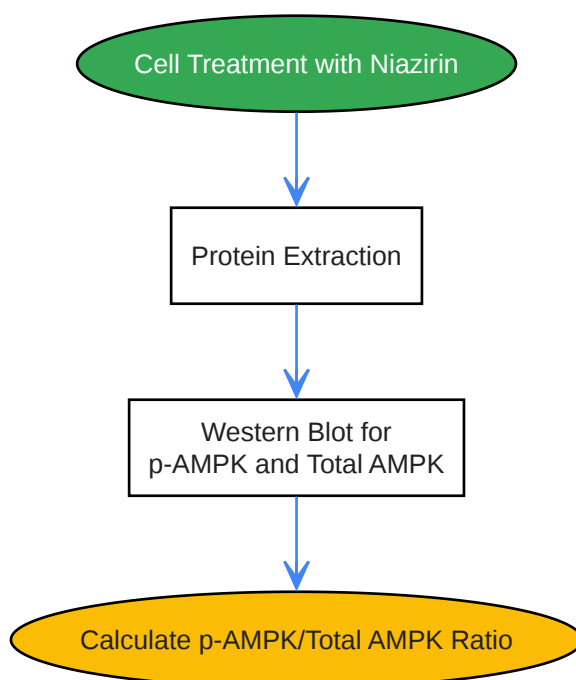 Cell Treatment with Niazirin
Protein Extraction
Western Blot for
p-AMPK and Total AMPK
Calculate p-AMPK/Total AMPK Ratio